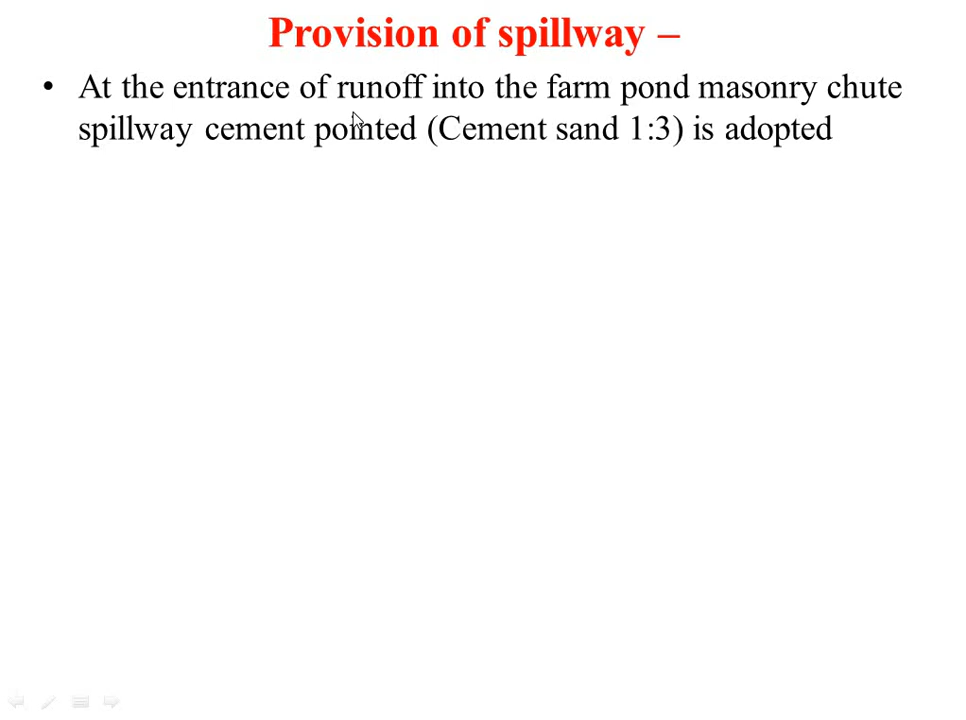 Provision of spillway –
• At the entrance of runoff into the farm pond masonry chute
spillway cement pointed (Cement sand 1:3) is adopted